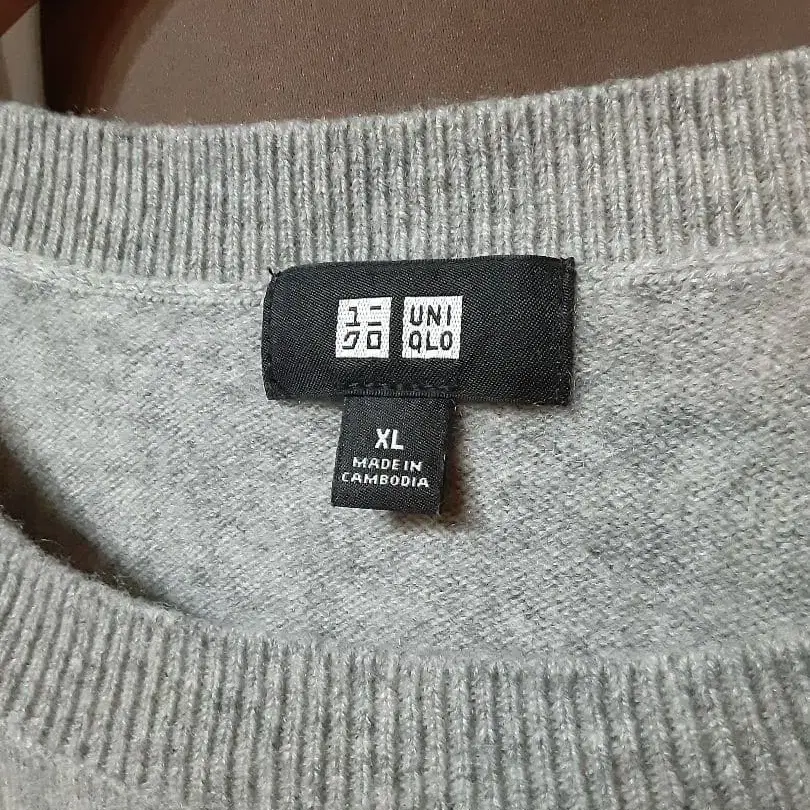 ユニ
クロ
UNI
QLO
XL
MADE IN
CAMBODIA